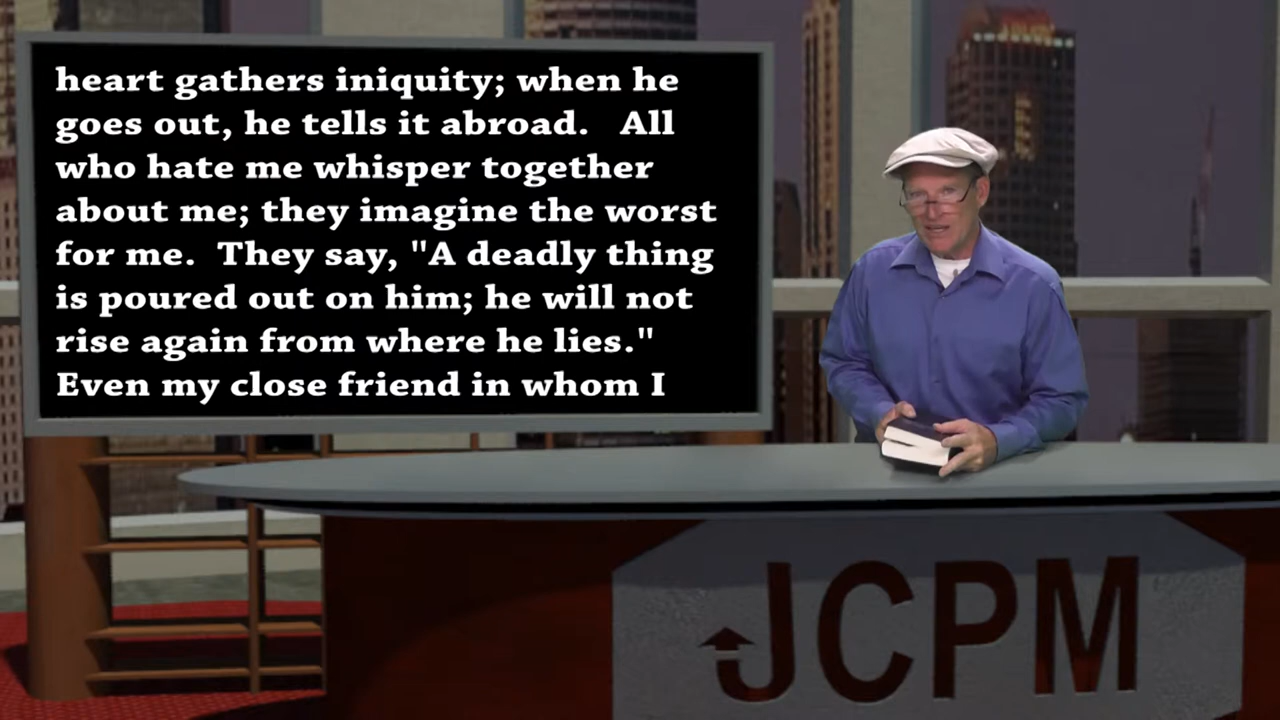 heart gathers iniquity; when he
goes out, he tells it abroad.   All
who hate me whisper together
about me; they imagine the worst
for me.  They say, "A deadly thing
is poured out on him; he will not
rise again from where he lies."
Even my close friend in whom I
JCPM